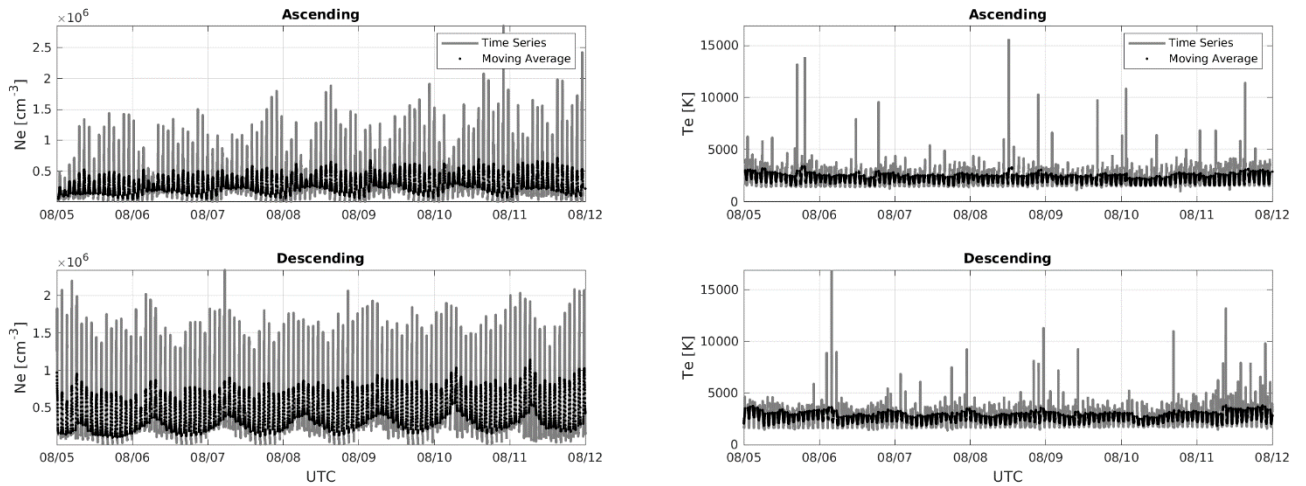 Ascending
×10⁶
Ne [cm⁻³]
2.5
2
1.5
1
0.5
Time Series
Moving Average
08/05 08/06 08/07 08/08 08/09 08/10 08/11 08/12
Ascending
Te [K]
15000
10000
5000
0
Time Series
Moving Average
08/05 08/06 08/07 08/08 08/09 08/10 08/11 08/12
Descending
×10⁶
Ne [cm⁻³]
2
1.5
1
0.5
08/05 08/06 08/07 08/08 08/09 08/10 08/11 08/12
UTC
Descending
Te [K]
15000
10000
5000
0
08/05 08/06 08/07 08/08 08/09 08/10 08/11 08/12
UTC